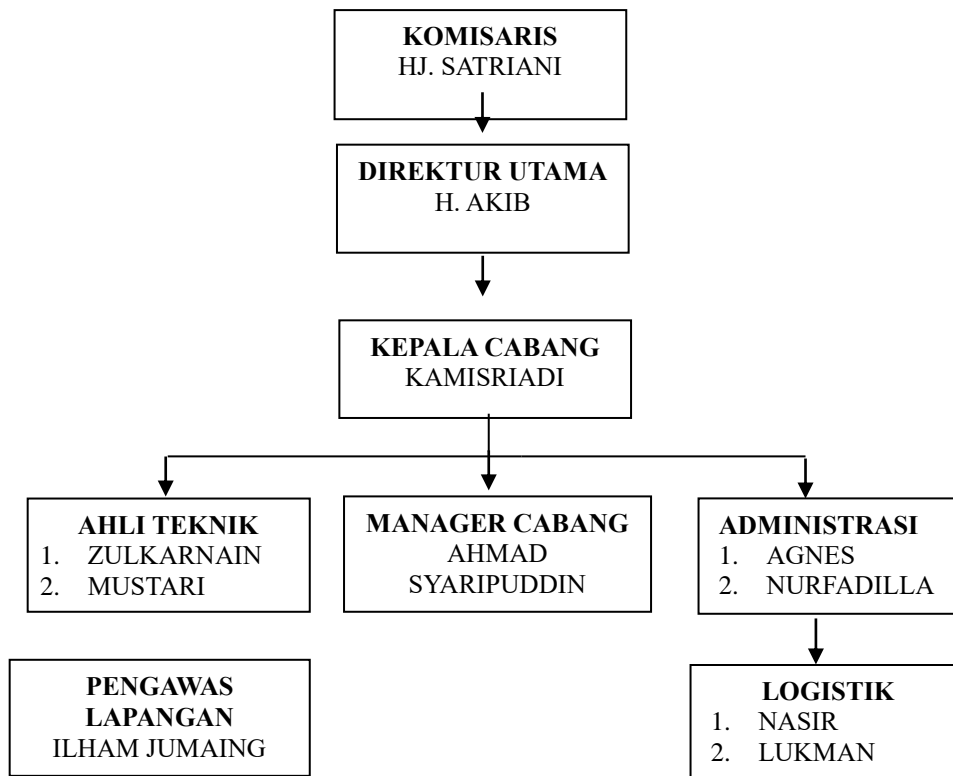 KOMISARIS
HJ. SATRIANI
DIREKTUR UTAMA
H. AKIB
KEPALA CABANG
KAMISRIADI
AHLI TEKNIK
1. ZULKARNAIN
2. MUSTARI
MANAGER CABANG
AHMAD
SYARIPUDDIN
ADMINISTRASI
1. AGNES
2. NURFADILLA
PENGAWAS
LAPANGAN
ILHAM JUMAING
LOGISTIK
1. NASIR
2. LUKMAN